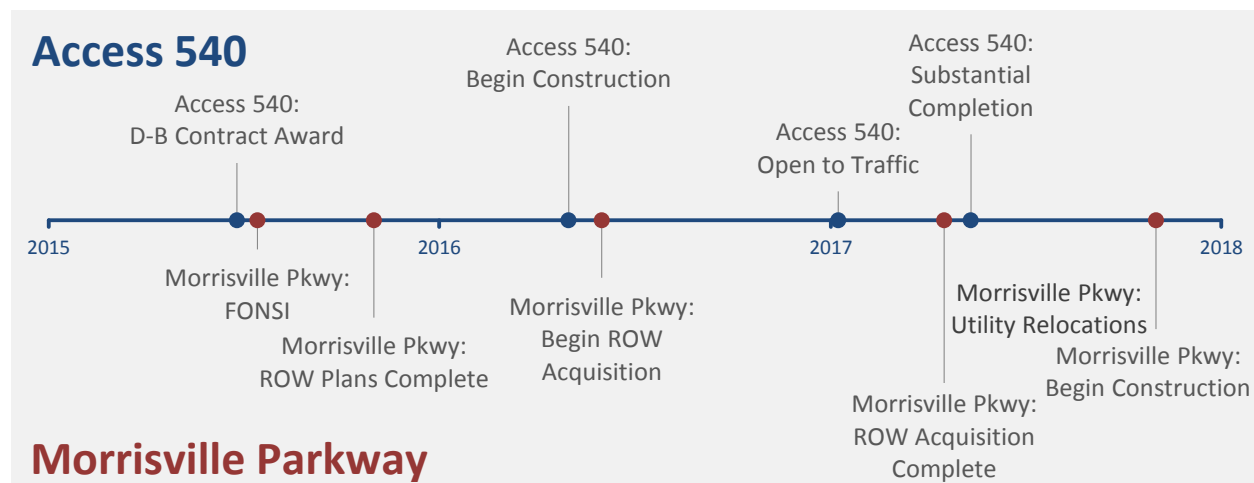 Access 540
Access 540:
D-B Contract Award
Access 540:
Begin Construction
Access 540:
Open to Traffic
Access 540:
Substantial
Completion
2015
2016
2017
2018
Morrisville Pkwy:
FONSI
Morrisville Pkwy:
ROW Plans Complete
Morrisville Pkwy:
Begin ROW
Acquisition
Morrisville Pkwy:
ROW Acquisition
Complete
Morrisville Pkwy:
Utility Relocations
Morrisville Pkwy:
Begin Construction
Morrisville Parkway